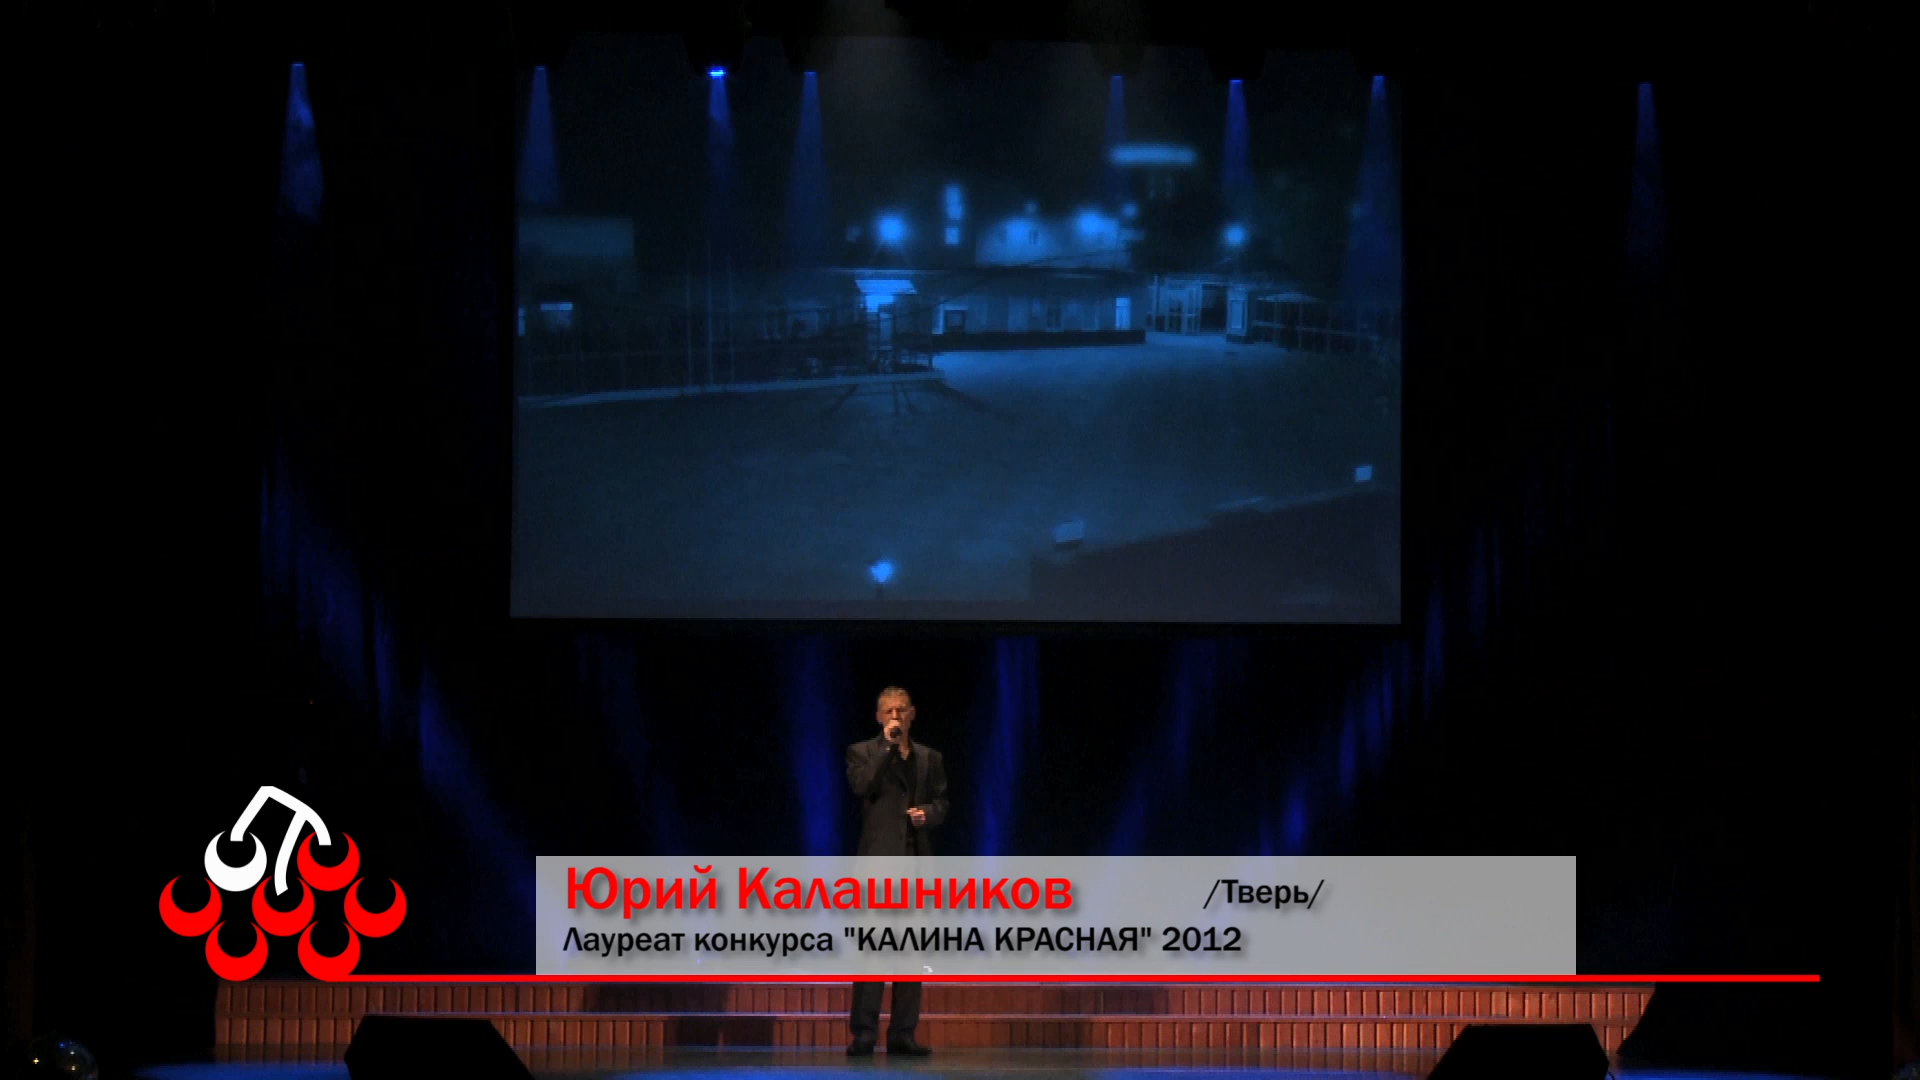 Юрий Калашников /Тверь/
Лауреат конкурса "КАЛИНА КРАСНАЯ" 2012